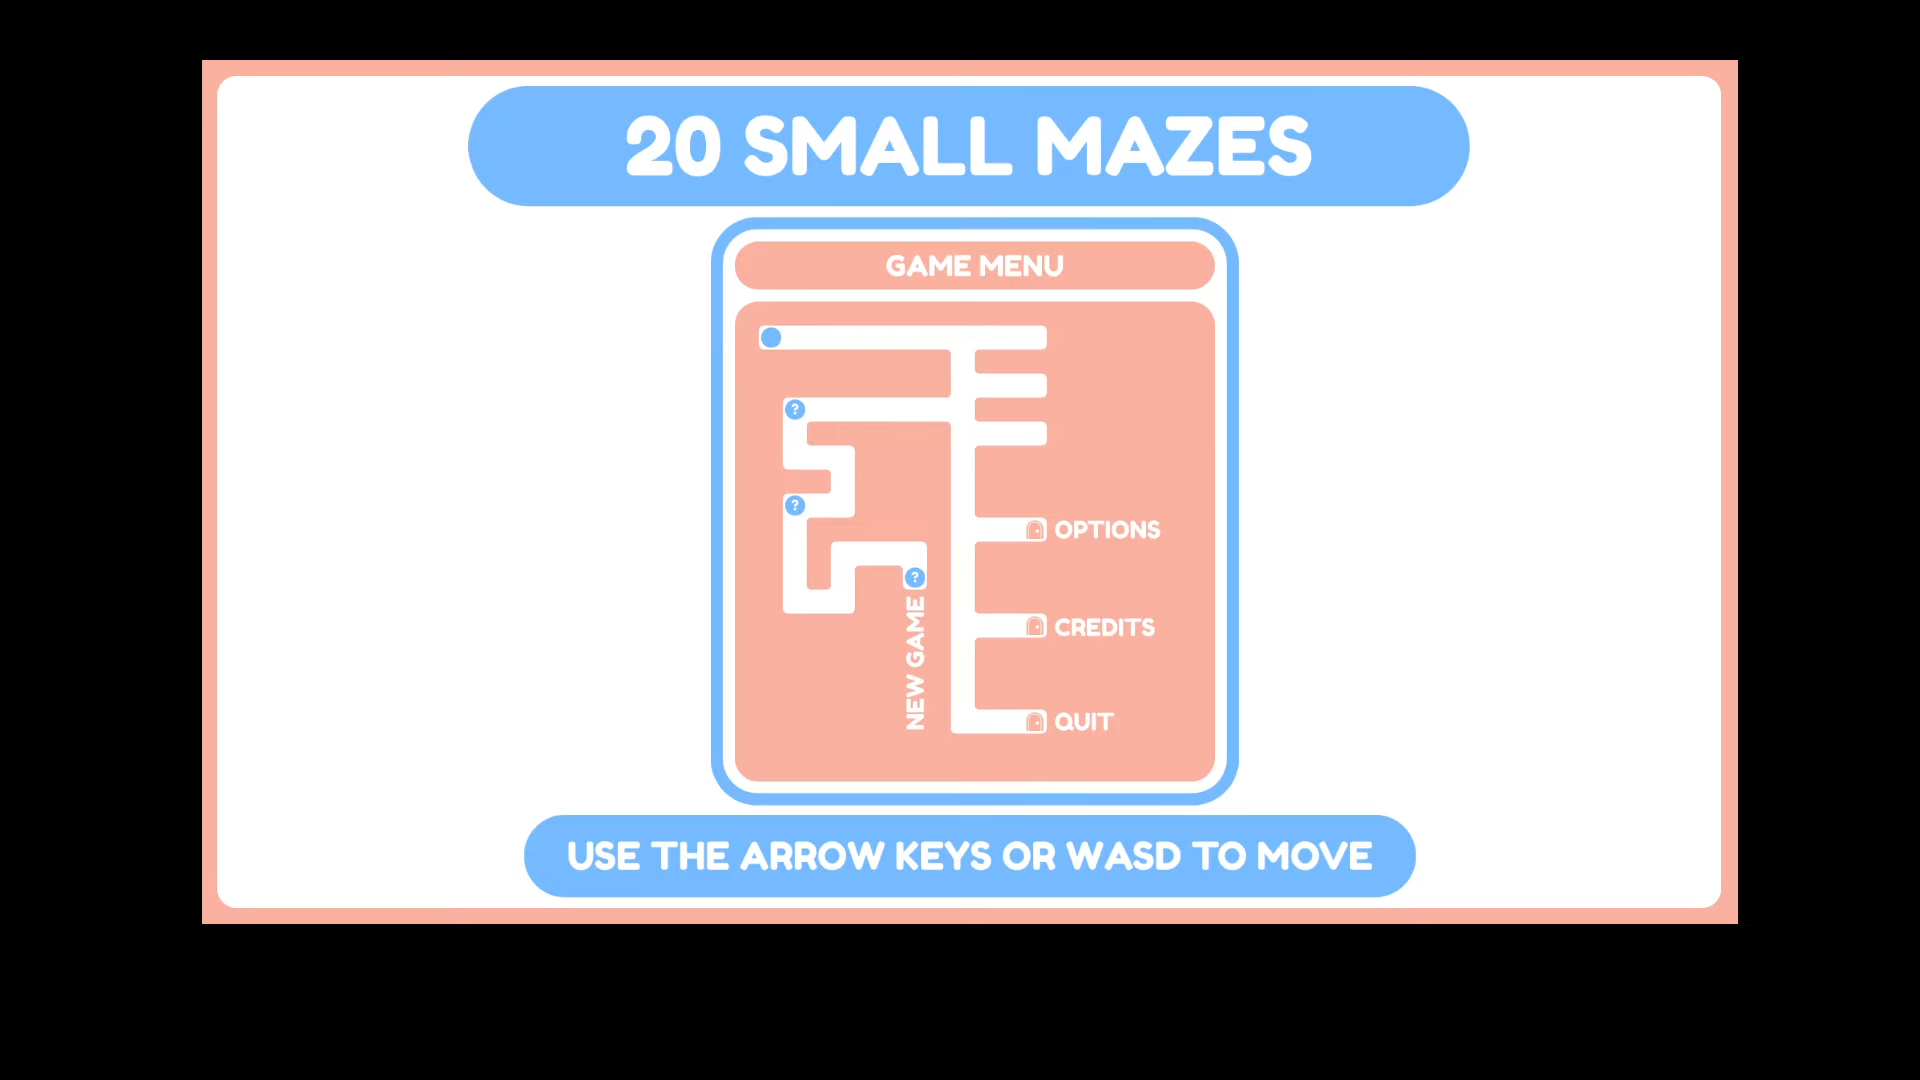 20 SMALL MAZES
GAME MENU
?
?
?
OPTIONS
CREDITS
NEW GAME
QUIT
USE THE ARROW KEYS OR WASD TO MOVE